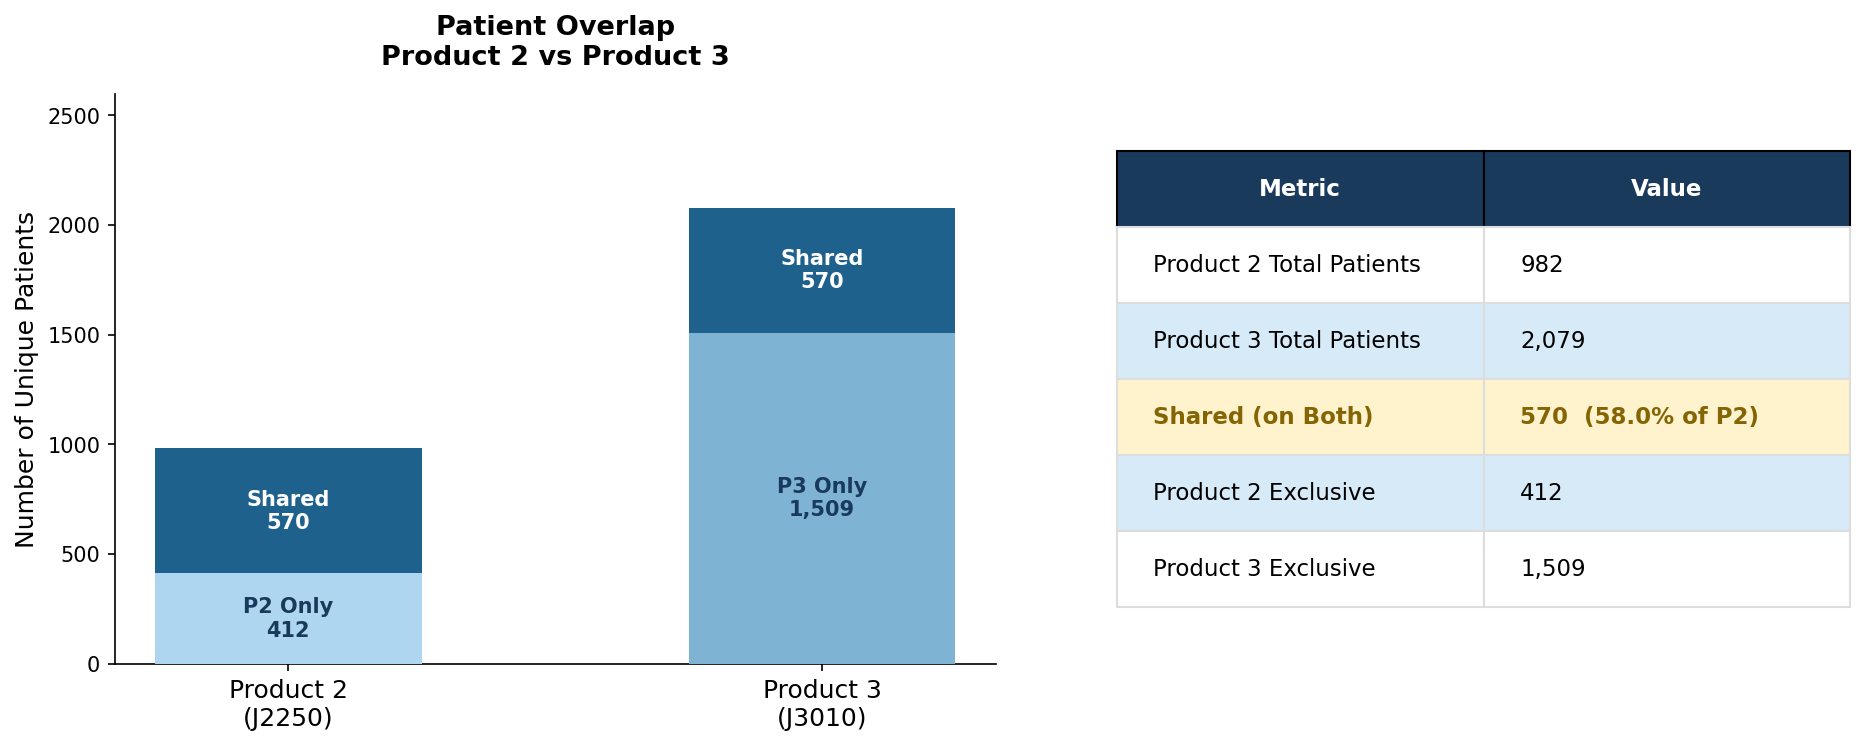 Patient Overlap
Product 2 vs Product 3
Number of Unique Patients
2500
2000
1500
1000
500
0
Shared
570
P2 Only
412
Shared
570
P3 Only
1,509
Product 2
(J2250)
Product 3
(J3010)
Metric Value
Product 2 Total Patients 982
Product 3 Total Patients 2,079
Shared (on Both) 570 (58.0% of P2)
Product 2 Exclusive 412
Product 3 Exclusive 1,509